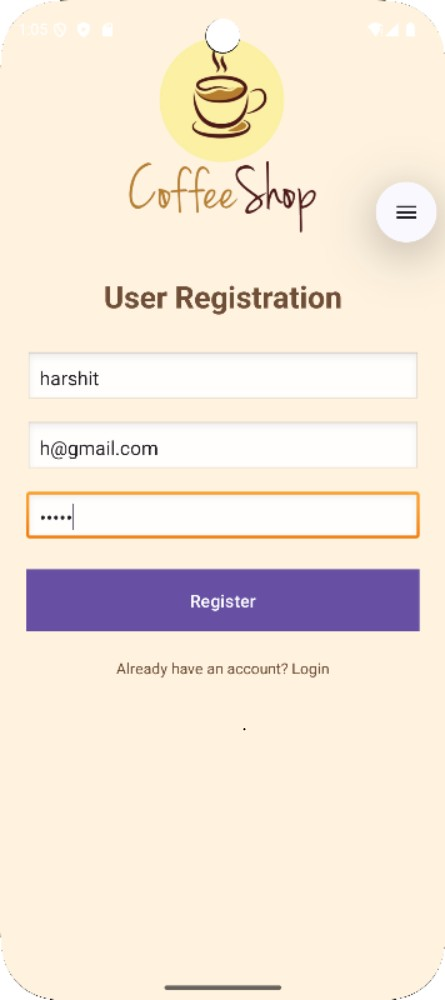 1:05
CoffeeShop
User Registration
harshit
h@gmail.com
•••••
Register
Already have an account? Login